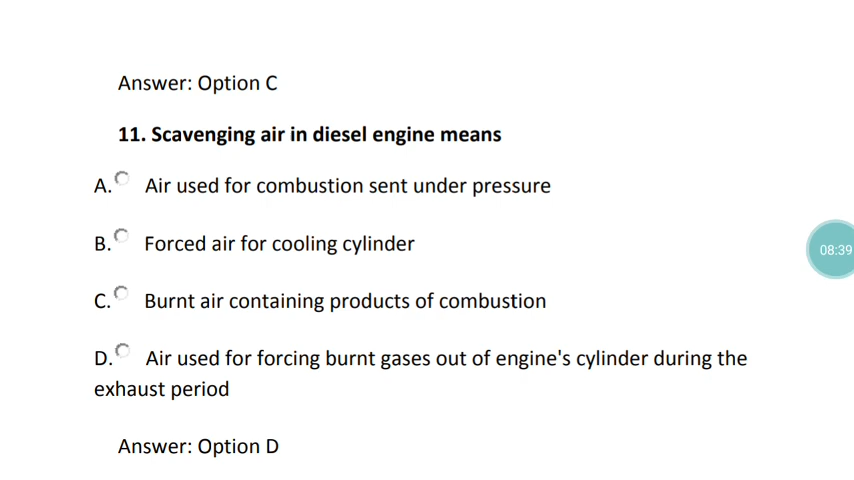 Answer: Option C
11. Scavenging air in diesel engine means
A. Air used for combustion sent under pressure
B. Forced air for cooling cylinder
C. Burnt air containing products of combustion
08:39
D. Air used for forcing burnt gases out of engine's cylinder during the
exhaust period
Answer: Option D